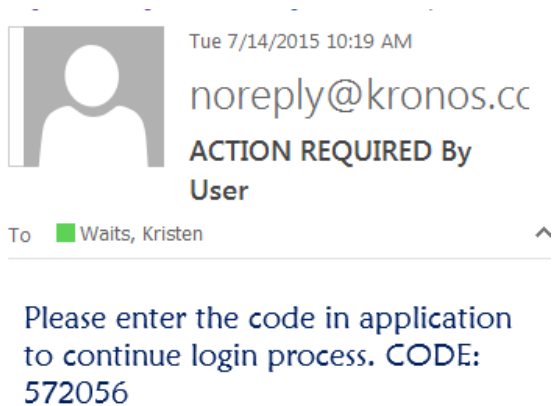 Tue 7/14/2015 10:19 AM
noreply@kronos.cc
ACTION REQUIRED By
User
To Waits, Kristen
Please enter the code in application
to continue login process. CODE:
572056